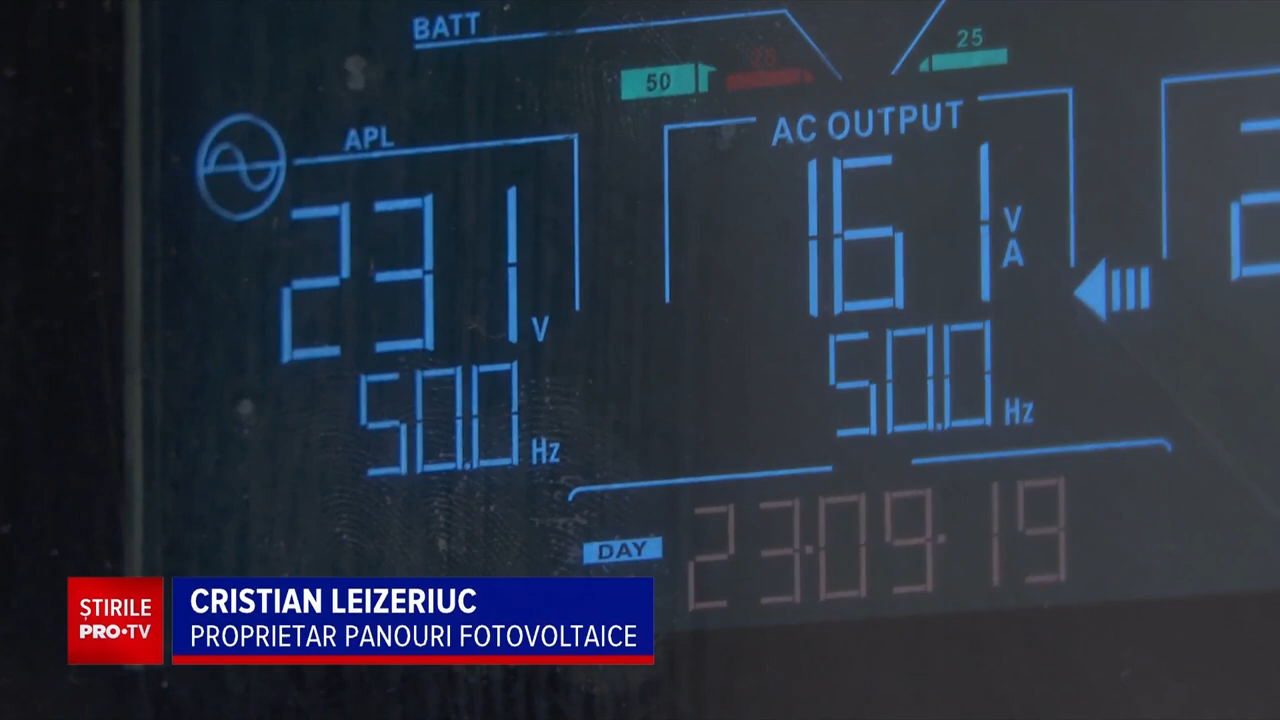 BATT
50
25
APL
AC OUTPUT
231 V
161 VA
50.0 Hz
50.0 Hz
DAY
23·09·19
ȘTIRILE
PRO•TV
CRISTIAN LEIZERIUC
PROPRIETAR PANOURI FOTOVOLTAICE